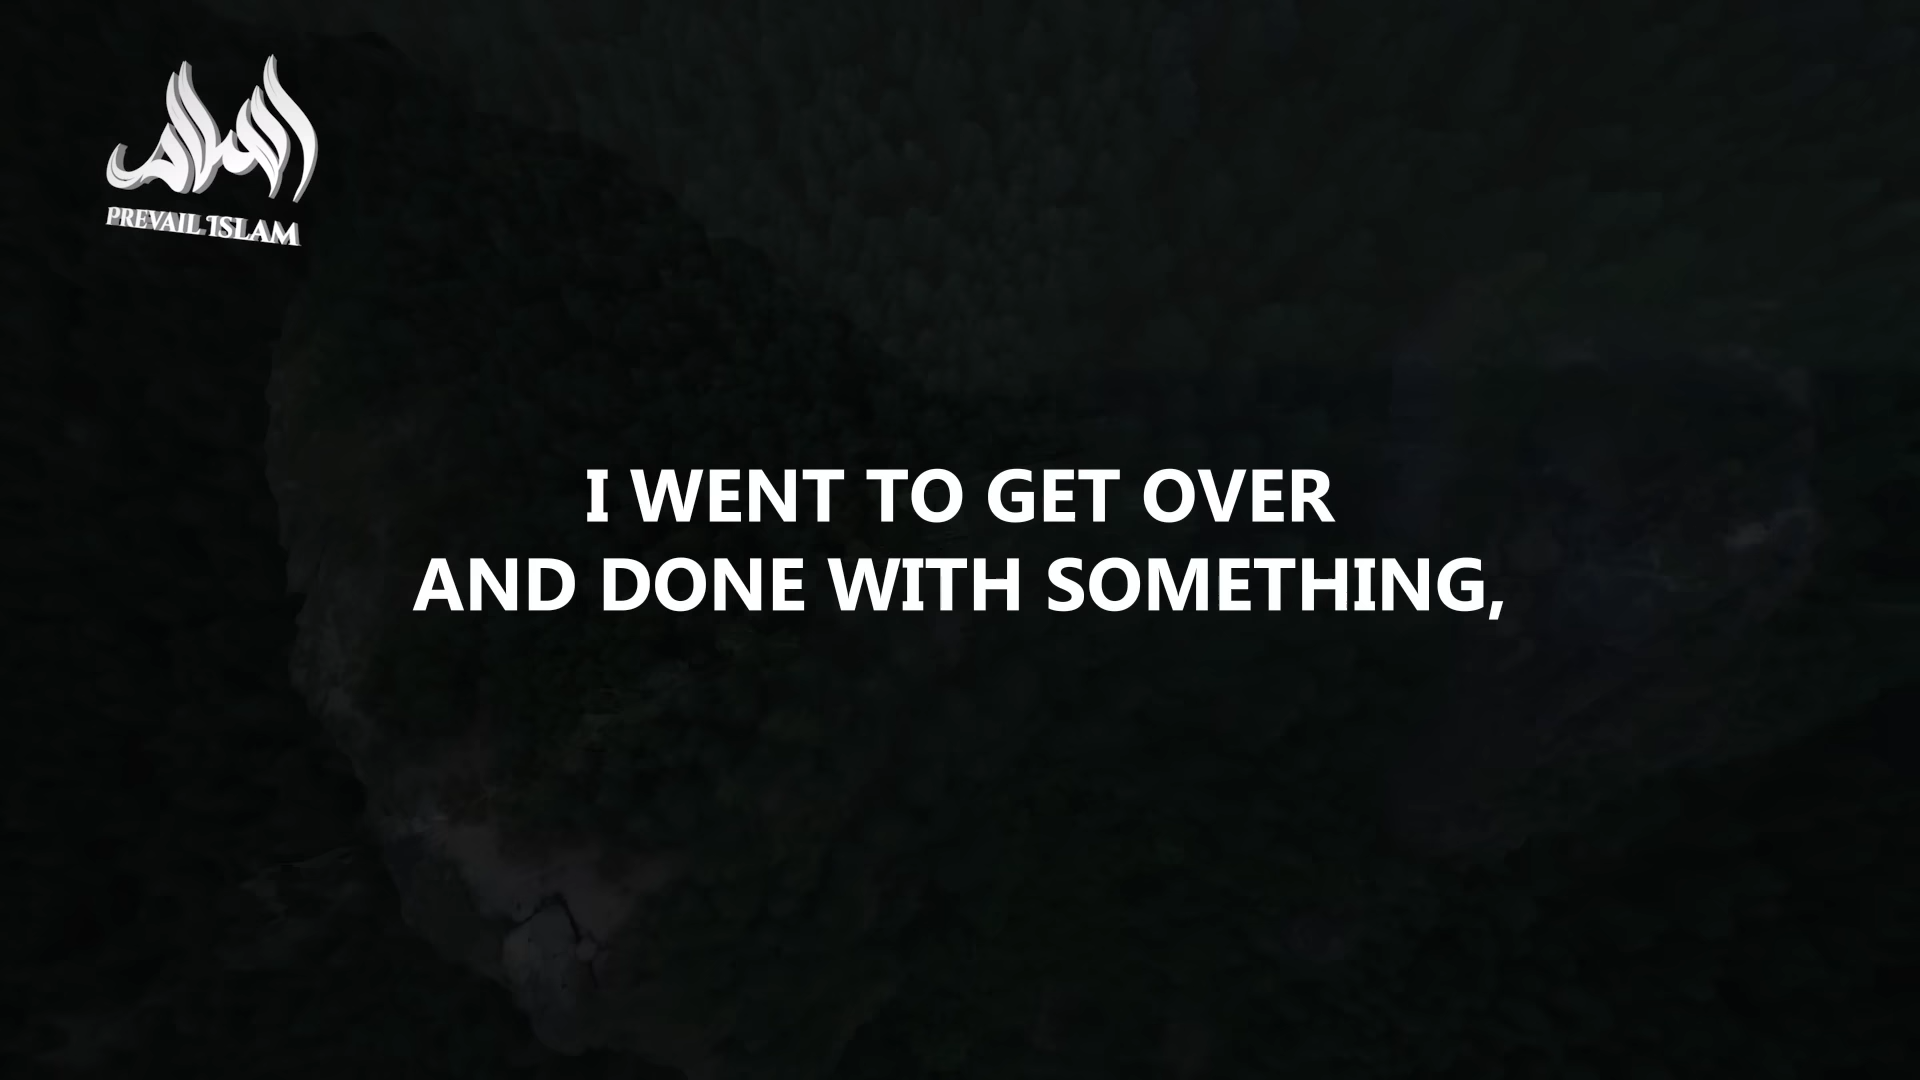 PREVAIL ISLAM
I WENT TO GET OVER
AND DONE WITH SOMETHING,